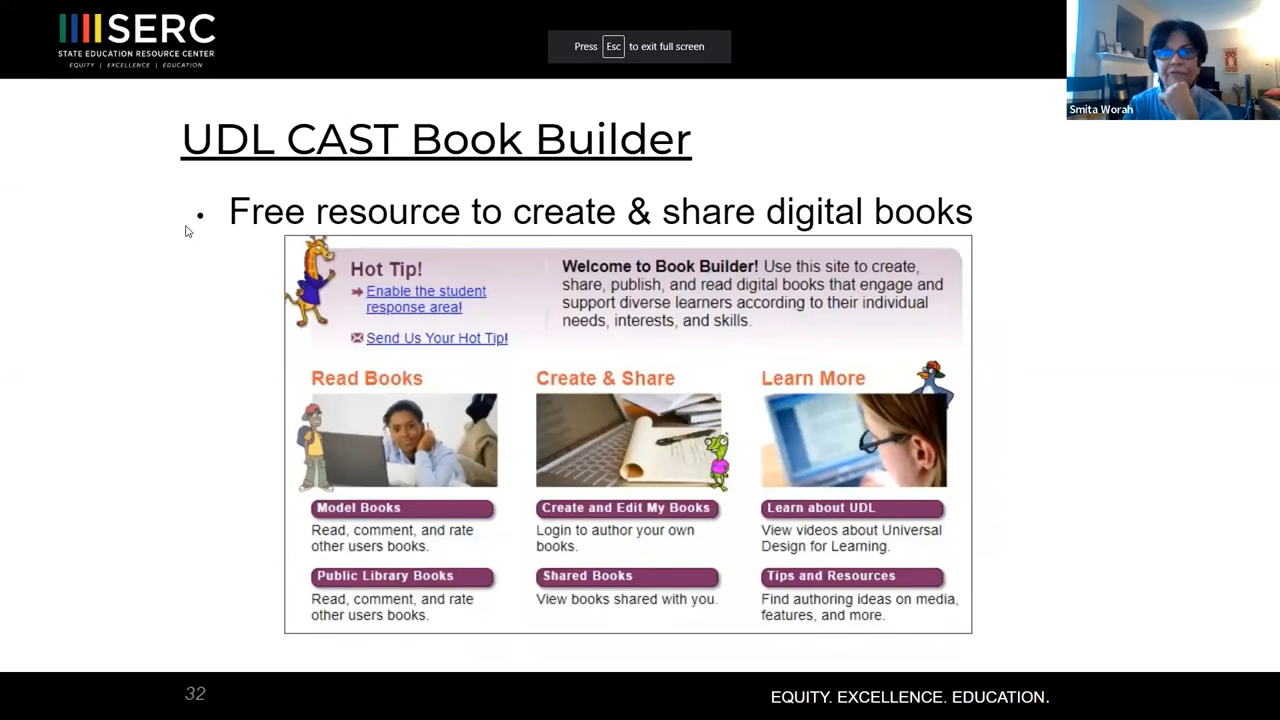 SERC
STATE EDUCATION RESOURCE CENTER
EQUITY | EXCELLENCE | EDUCATION
Press Esc to exit full screen
Smita Worah
UDL CAST Book Builder
• Free resource to create & share digital books
Hot Tip!
Enable the student
response area!
Send Us Your Hot Tip!
Welcome to Book Builder! Use this site to create,
share, publish, and read digital books that engage and
support diverse learners according to their individual
needs, interests, and skills.
Read Books
Model Books
Read, comment, and rate
other users books.
Public Library Books
Read, comment, and rate
other users books.
Create & Share
Create and Edit My Books
Login to author your own
books.
Shared Books
View books shared with you.
Learn More
Learn about UDL
View videos about Universal
Design for Learning.
Tips and Resources
Find authoring ideas on media,
features, and more.
32
EQUITY. EXCELLENCE. EDUCATION.